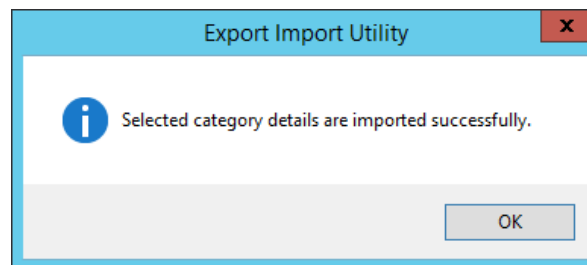 Export Import Utility
x
Selected category details are imported successfully.
OK